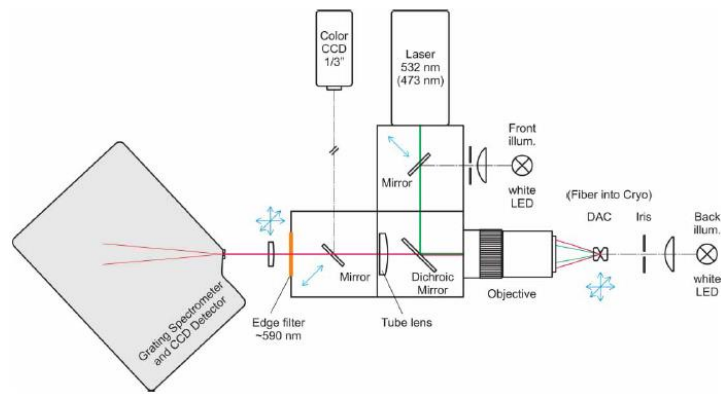 Color
CCD
1/3"
Laser
532 nm
(473 nm)
Front
illum.
Mirror
white
LED
(Fiber into Cryo)
DAC
Iris
Back
illum.
Mirror
Dichroic
Mirror
Objective
white
LED
Edge filter
~590 nm
Tube lens
Grating Spectrometer
and CCD Detector